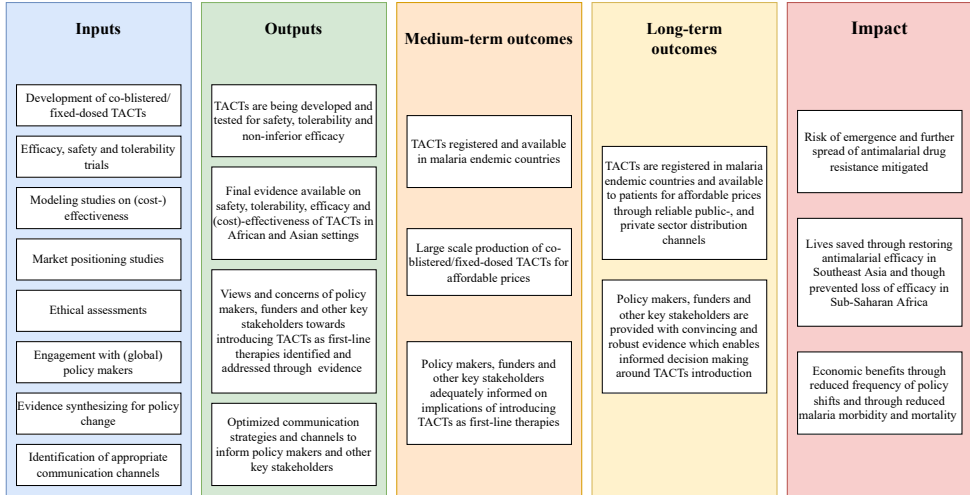 Inputs
Development of co-blistered/
fixed-dosed TACTs
Efficacy, safety and tolerability
trials
Modeling studies on (cost-)
effectiveness
Market positioning studies
Ethical assessments
Engagement with (global)
policy makers
Evidence synthesizing for policy
change
Identification of appropriate
communication channels
Outputs
TACTs are being developed and
tested for safety, tolerability and
non-inferior efficacy
Final evidence available on
safety, tolerability, efficacy and
(cost)-effectiveness of TACTs in
African and Asian settings
Views and concerns of policy
makers, funders and other key
stakeholders towards
introducing TACTs as first-line
therapies identified and
addressed through evidence
Optimized communication
strategies and channels to
inform policy makers and other
key stakeholders
Medium-term outcomes
TACTs registered and available
in malaria endemic countries
Large scale production of co-
blistered/fixed-dosed TACTs for
affordable prices
Policy makers, funders and
other key stakeholders
adequately informed on
implications of introducing
TACTs as first-line therapies
Long-term
outcomes
TACTs are registered in malaria
endemic countries and available
to patients for affordable prices
through reliable public-, and
private sector distribution
channels
Policy makers, funders and
other key stakeholders are
provided with convincing and
robust evidence which enables
informed decision making
around TACTs introduction
Impact
Risk of emergence and further
spread of antimalarial drug
resistance mitigated
Lives saved through restoring
antimalarial efficacy in
Southeast Asia and though
prevented loss of efficacy in
Sub-Saharan Africa
Economic benefits through
reduced frequency of policy
shifts and through reduced
malaria morbidity and mortality